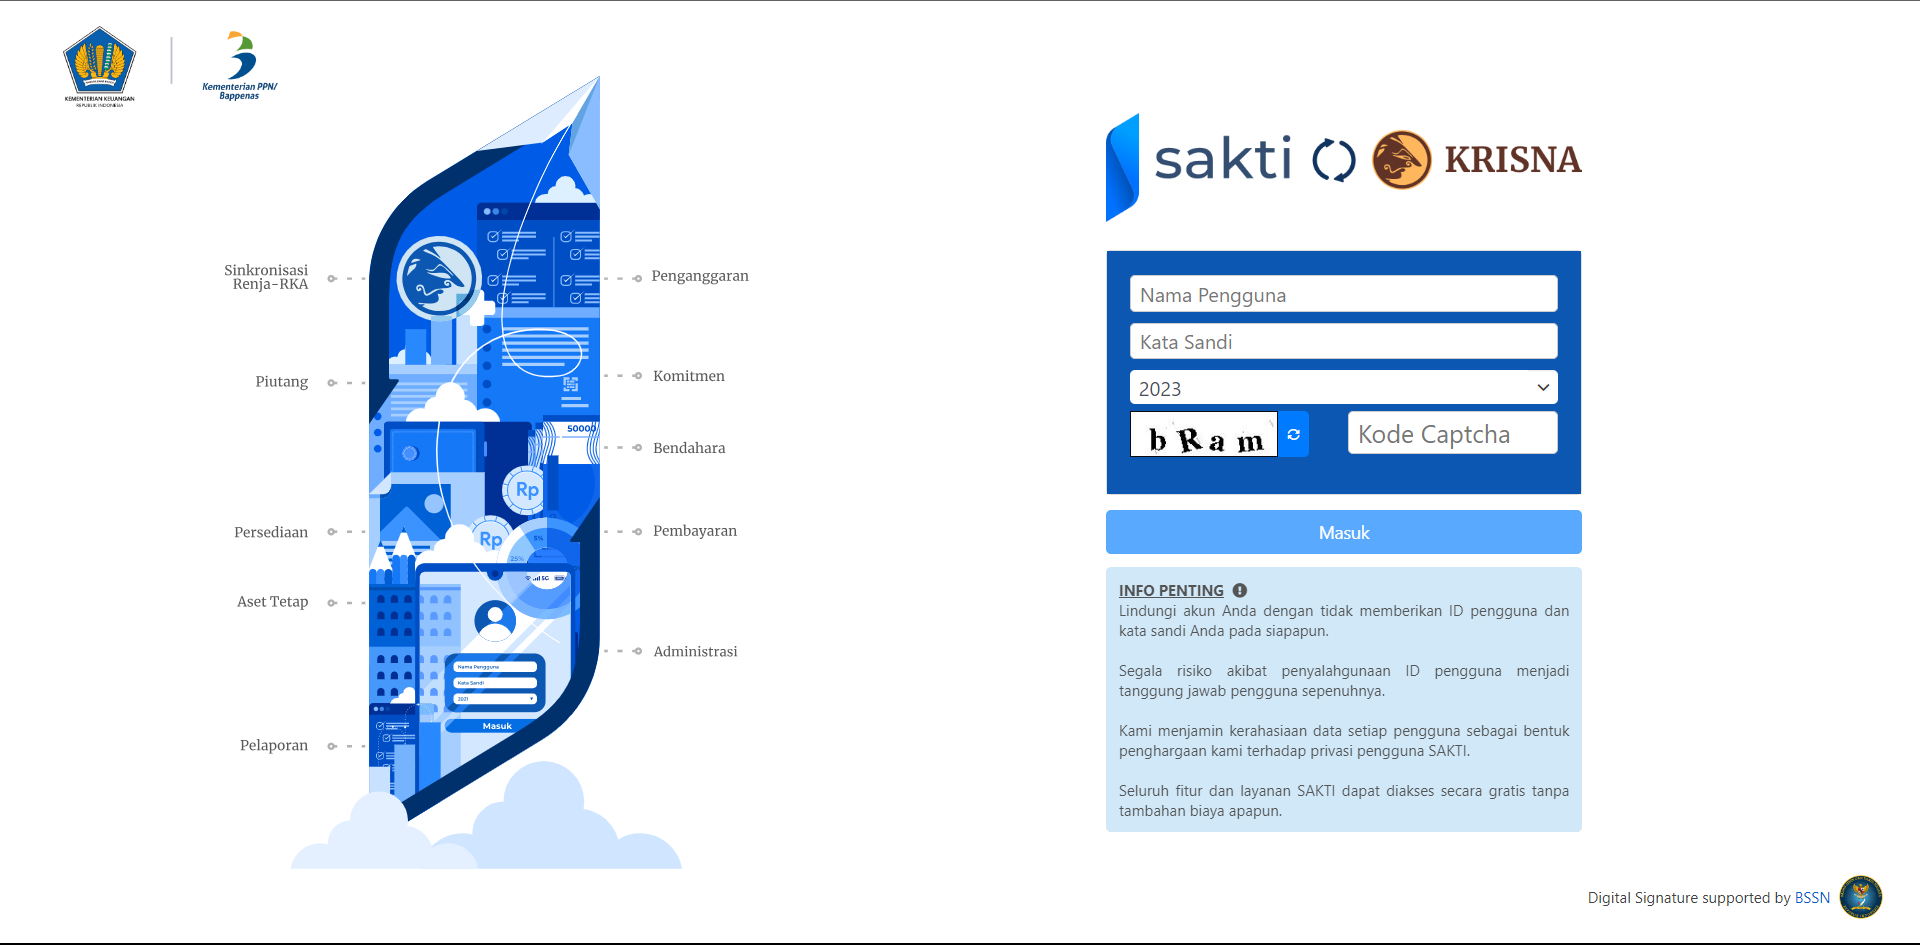 KEMENTERIAN KEUANGAN
REPUBLIK INDONESIA
Kementerian PPN/
Bappenas
Sinkronisasi
Renja-RKA
Piutang
Persediaan
Aset Tetap
Pelaporan
50000
Rp
Rp
5%
25%
5G
Nama Pengguna
Kata Sandi
2021
Masuk
Penganggaran
Komitmen
Bendahara
Pembayaran
Administrasi
sakti KRISNA
Nama Pengguna
Kata Sandi
2023
bRam Kode Captcha
Masuk
INFO PENTING
Lindungi akun Anda dengan tidak memberikan ID pengguna dan
kata sandi Anda pada siapapun.
Segala risiko akibat penyalahgunaan ID pengguna menjadi
tanggung jawab pengguna sepenuhnya.
Kami menjamin kerahasiaan data setiap pengguna sebagai bentuk
penghargaan kami terhadap privasi pengguna SAKTI.
Seluruh fitur dan layanan SAKTI dapat diakses secara gratis tanpa
tambahan biaya apapun.
Digital Signature supported by BSSN